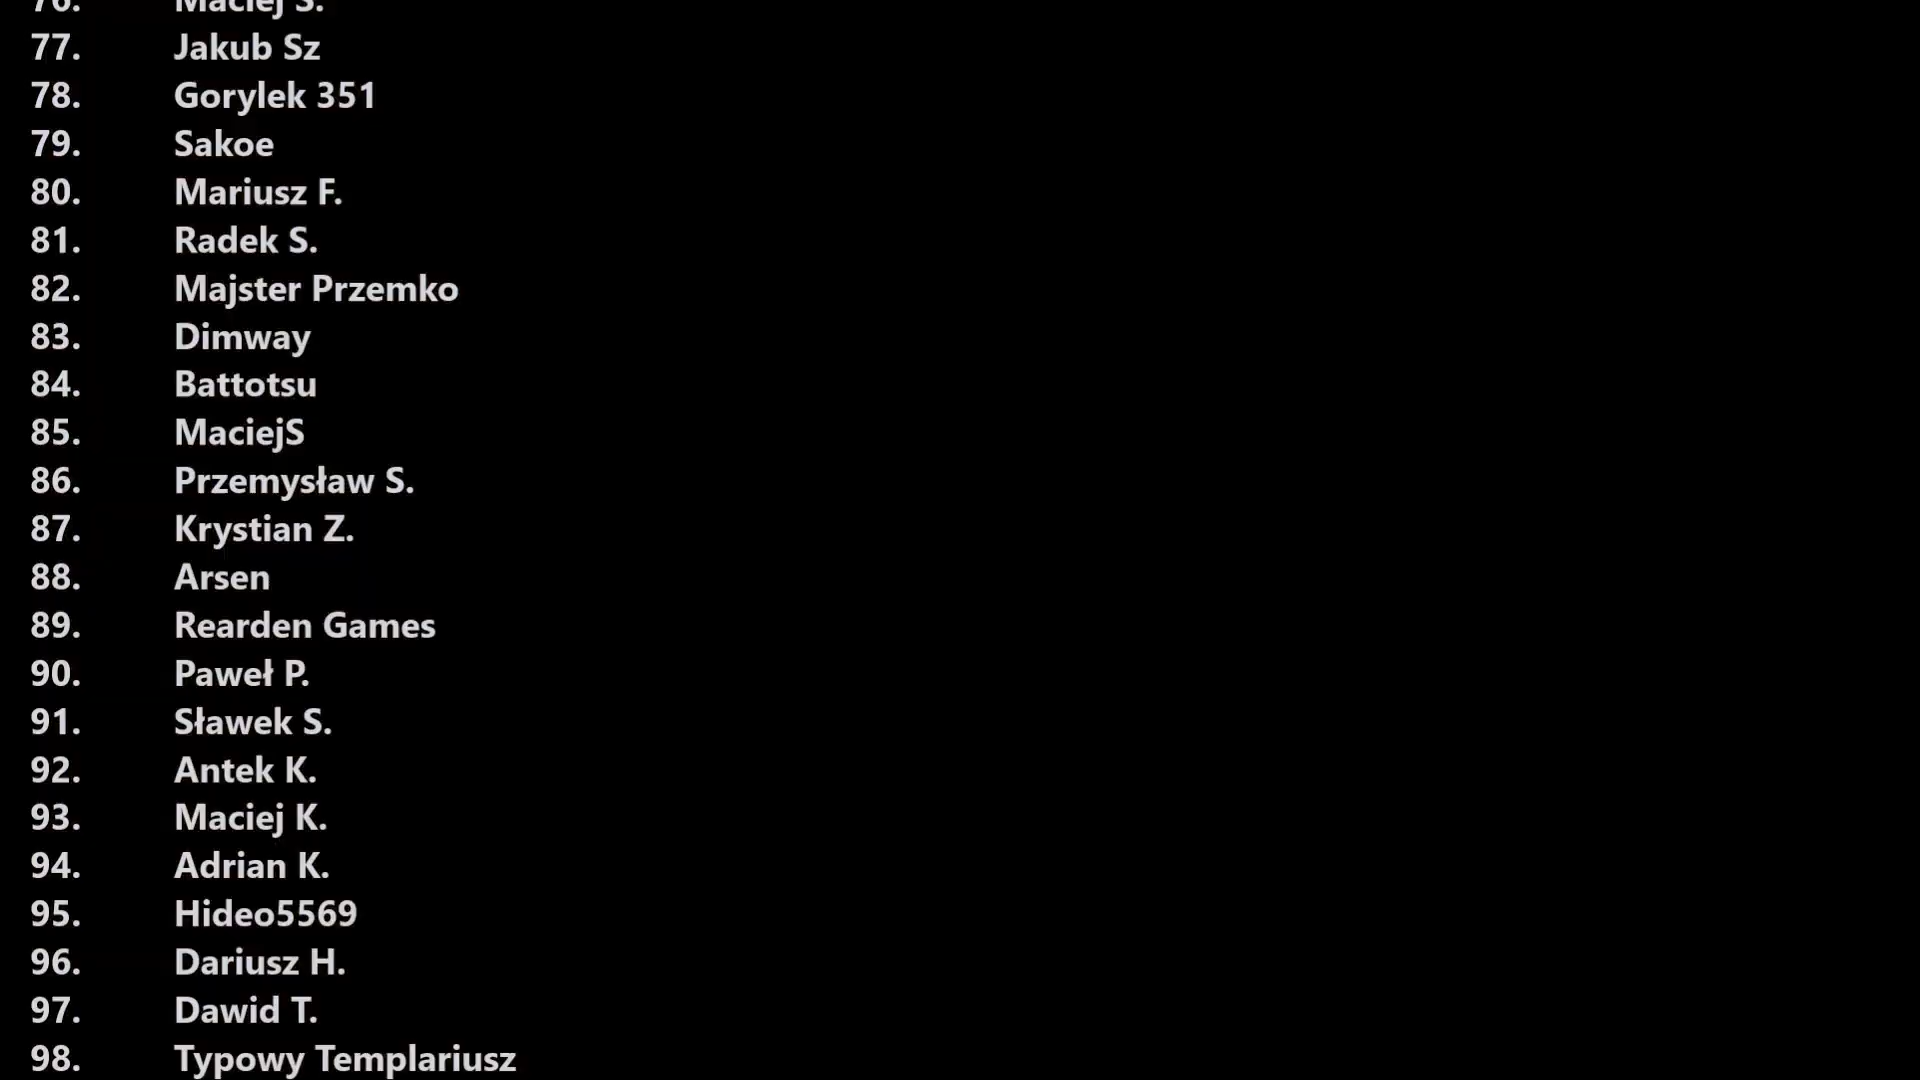 76. Maciej S.
77. Jakub Sz
78. Gorylek 351
79. Sakoe
80. Mariusz F.
81. Radek S.
82. Majster Przemko
83. Dimway
84. Battotsu
85. MaciejS
86. Przemysław S.
87. Krystian Z.
88. Arsen
89. Rearden Games
90. Paweł P.
91. Sławek S.
92. Antek K.
93. Maciej K.
94. Adrian K.
95. Hideo5569
96. Dariusz H.
97. Dawid T.
98. Typowy Templariusz